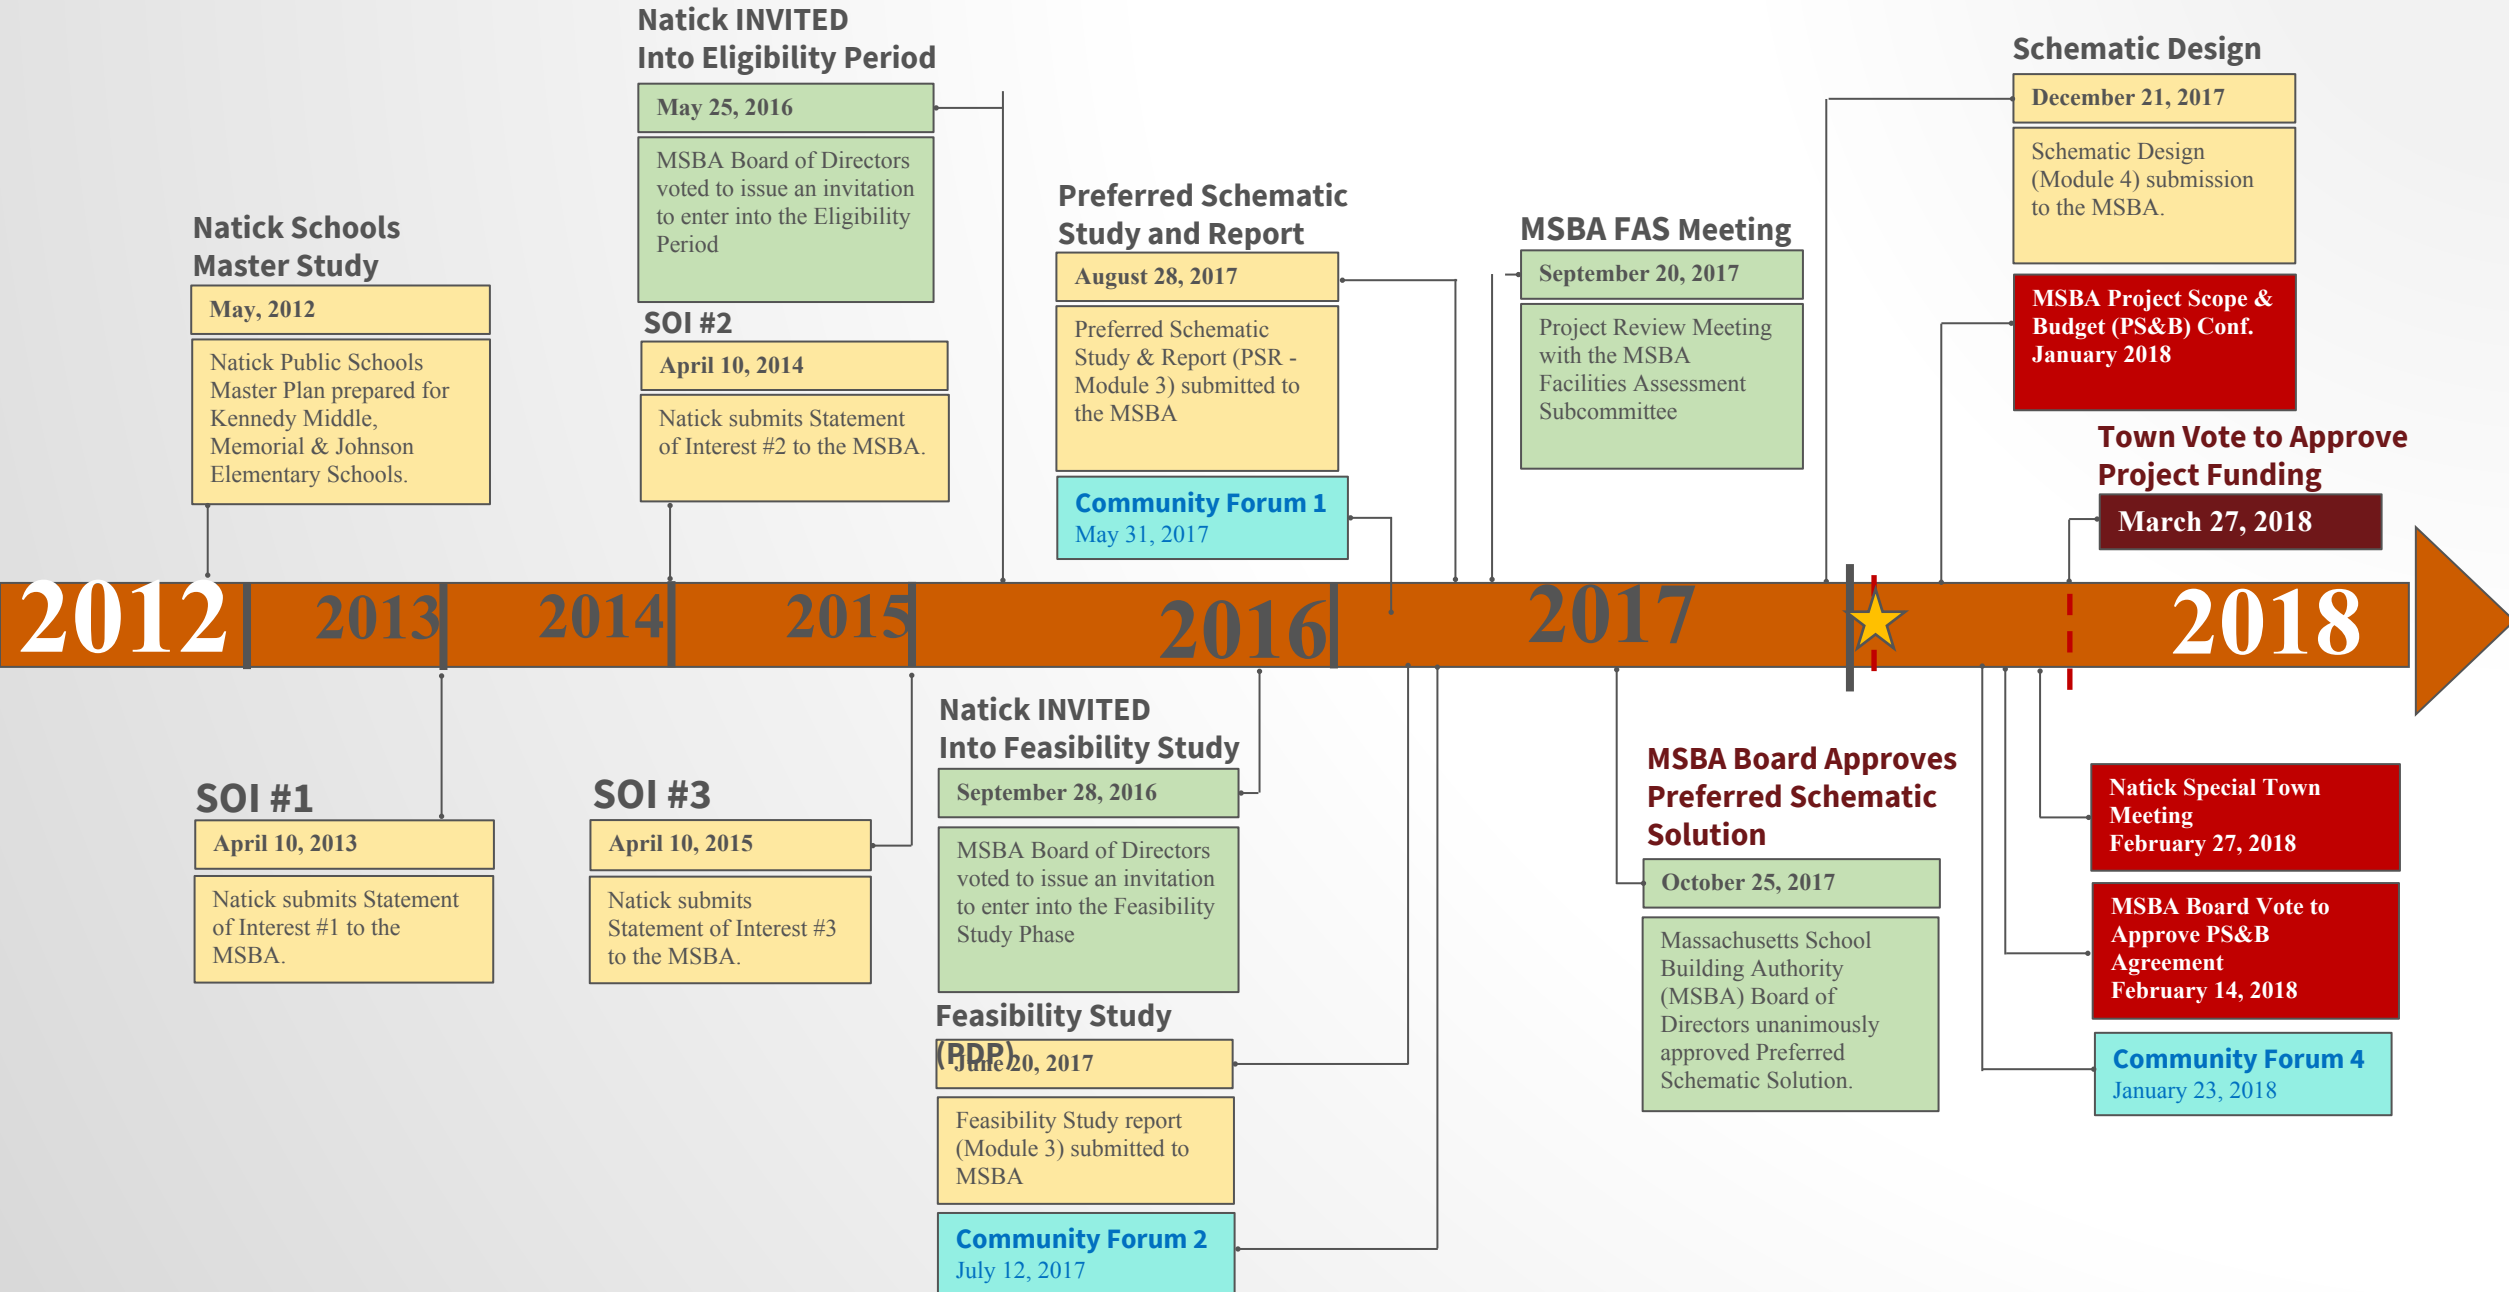 Natick INVITED
Into Eligibility Period
May 25, 2016
MSBA Board of Directors
voted to issue an invitation
to enter into the Eligibility
Period
Natick Schools
Master Study
May, 2012
Natick Public Schools
Master Plan prepared for
Kennedy Middle,
Memorial & Johnson
Elementary Schools.
SOI #2
April 10, 2014
Natick submits Statement
of Interest #2 to the MSBA.
Preferred Schematic
Study and Report
August 28, 2017
Preferred Schematic
Study & Report (PSR -
Module 3) submitted to
the MSBA
Community Forum 1
May 31, 2017
MSBA FAS Meeting
September 20, 2017
Project Review Meeting
with the MSBA
Facilities Assessment
Subcommittee
Schematic Design
December 21, 2017
Schematic Design
(Module 4) submission
to the MSBA.
MSBA Project Scope &
Budget (PS&B) Conf.
January 2018
Town Vote to Approve
Project Funding
March 27, 2018
2012
2013
2014
2015
2016
2017
2018
SOI #1
April 10, 2013
Natick submits Statement
of Interest #1 to the
MSBA.
SOI #3
April 10, 2015
Natick submits
Statement of Interest #3
to the MSBA.
Natick INVITED
Into Feasibility Study
September 28, 2016
MSBA Board of Directors
voted to issue an invitation
to enter into the Feasibility
Study Phase
Feasibility Study
(PDP)
June 20, 2017
Feasibility Study report
(Module 3) submitted to
MSBA
Community Forum 2
July 12, 2017
MSBA Board Approves
Preferred Schematic
Solution
October 25, 2017
Massachusetts School
Building Authority
(MSBA) Board of
Directors unanimously
approved Preferred
Schematic Solution.
Natick Special Town
Meeting
February 27, 2018
MSBA Board Vote to
Approve PS&B
Agreement
February 14, 2018
Community Forum 4
January 23, 2018